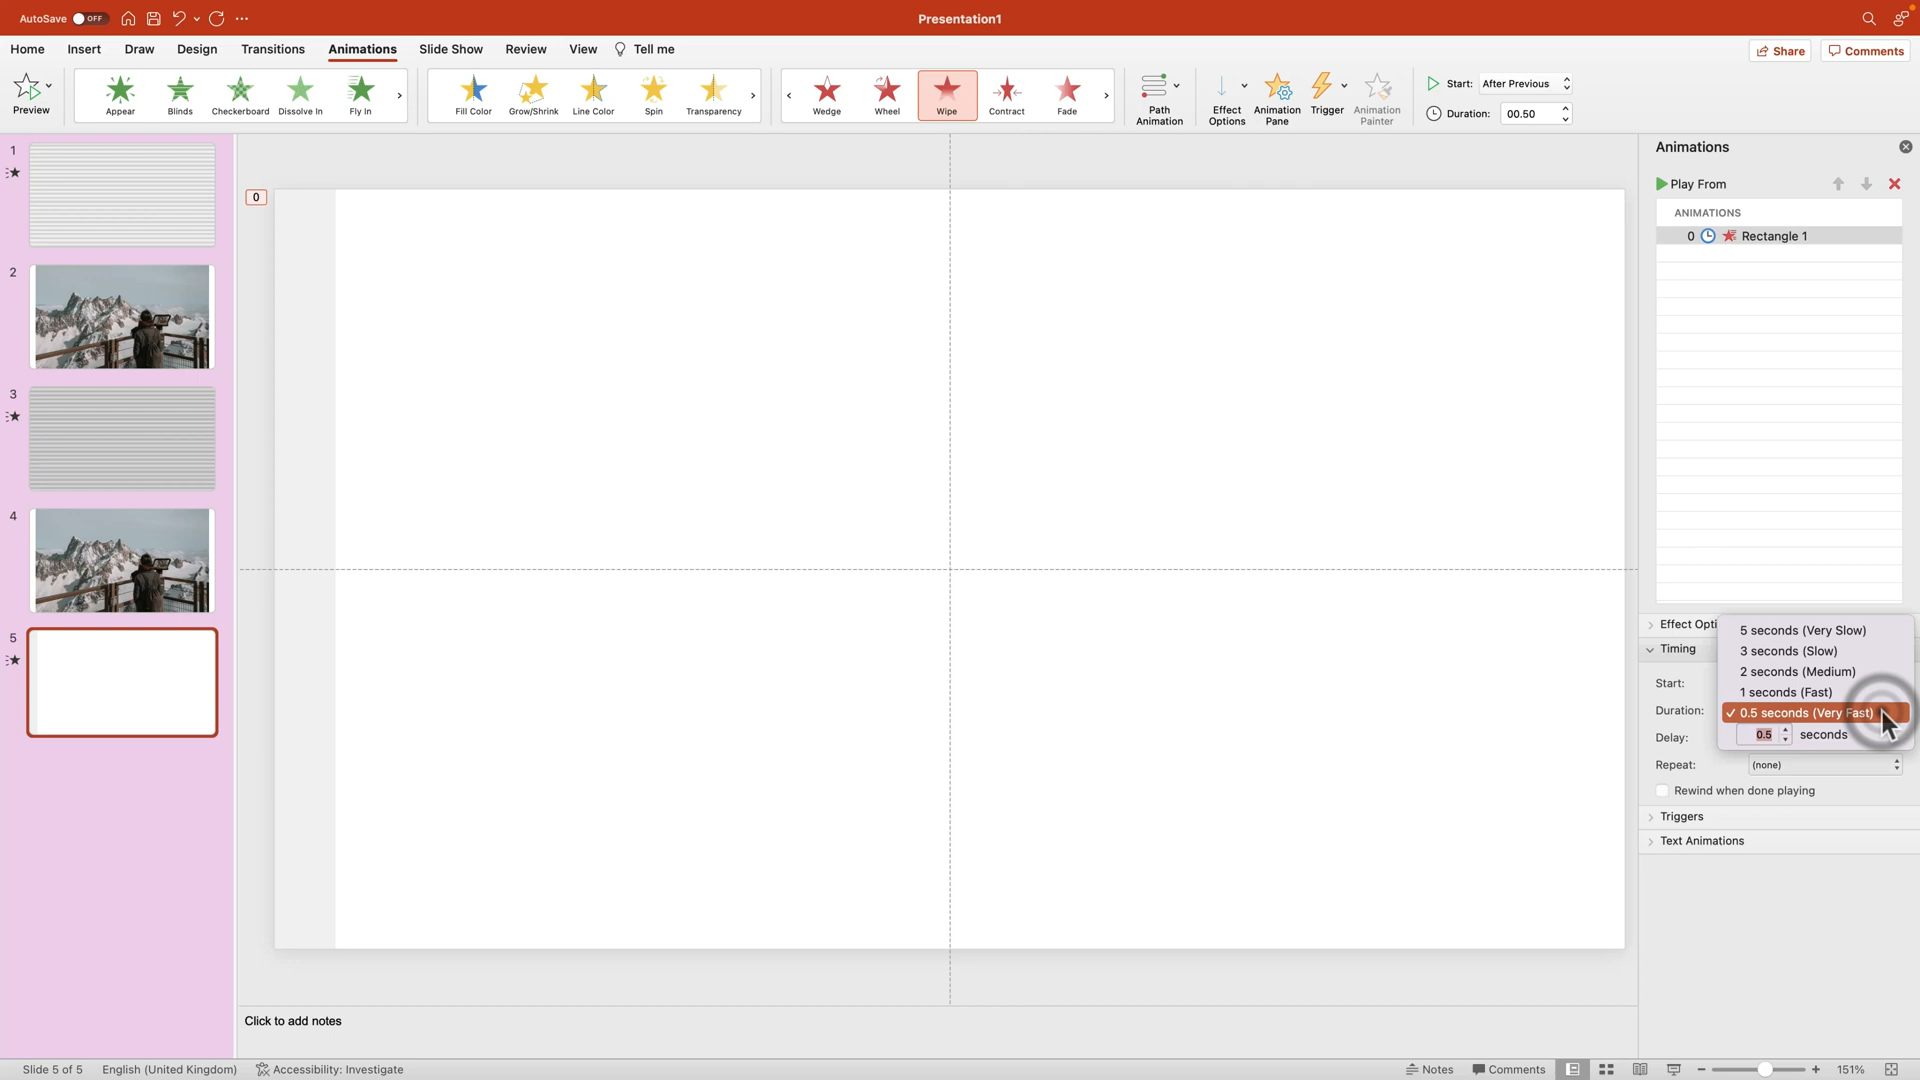 AutoSave OFF
Presentation1
Home Insert Draw Design Transitions Animations Slide Show Review View Tell me
Share Comments
Preview
Appear Blinds Checkerboard Dissolve In Fly In
Fill Color Grow/Shrink Line Color Spin Transparency
Wedge Wheel Wipe Contract Fade
Path Animation
Effect Options
Animation Pane
Trigger
Animation Painter
Start: After Previous
Duration: 00.50
1
2
3
4
5
0
Animations
Play From
ANIMATIONS
0 Rectangle 1
Effect Opti
5 seconds (Very Slow)
Timing
3 seconds (Slow)
2 seconds (Medium)
Start:
1 seconds (Fast)
Duration:
✓ 0.5 seconds (Very Fast)
Delay:
0.5 seconds
Repeat: (none)
Rewind when done playing
Triggers
Text Animations
Click to add notes
Slide 5 of 5 English (United Kingdom) Accessibility: Investigate
Notes Comments 151%